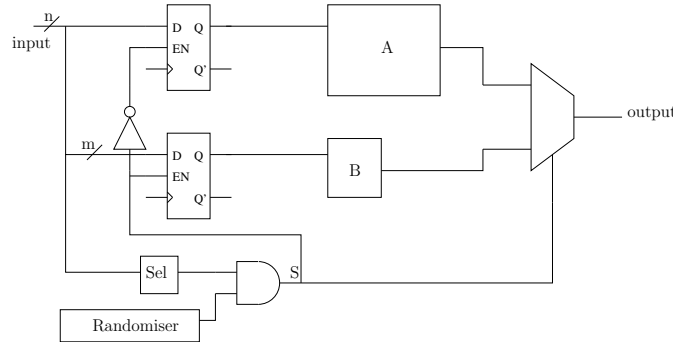 n
input
D Q
EN
Q'
A
output
m
D Q
EN
Q'
B
Sel
S
Randomiser